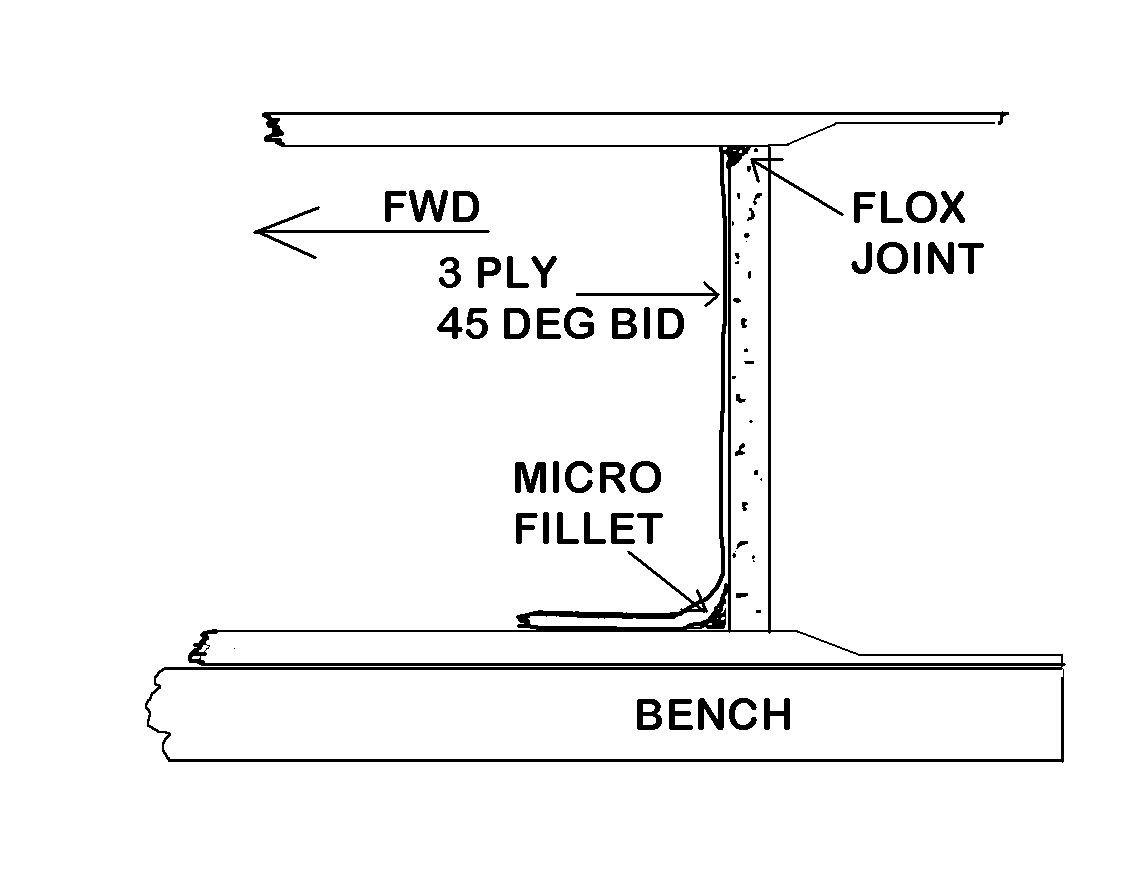 FWD
FLOX
JOINT
3 PLY
45 DEG BID
MICRO
FILLET
BENCH